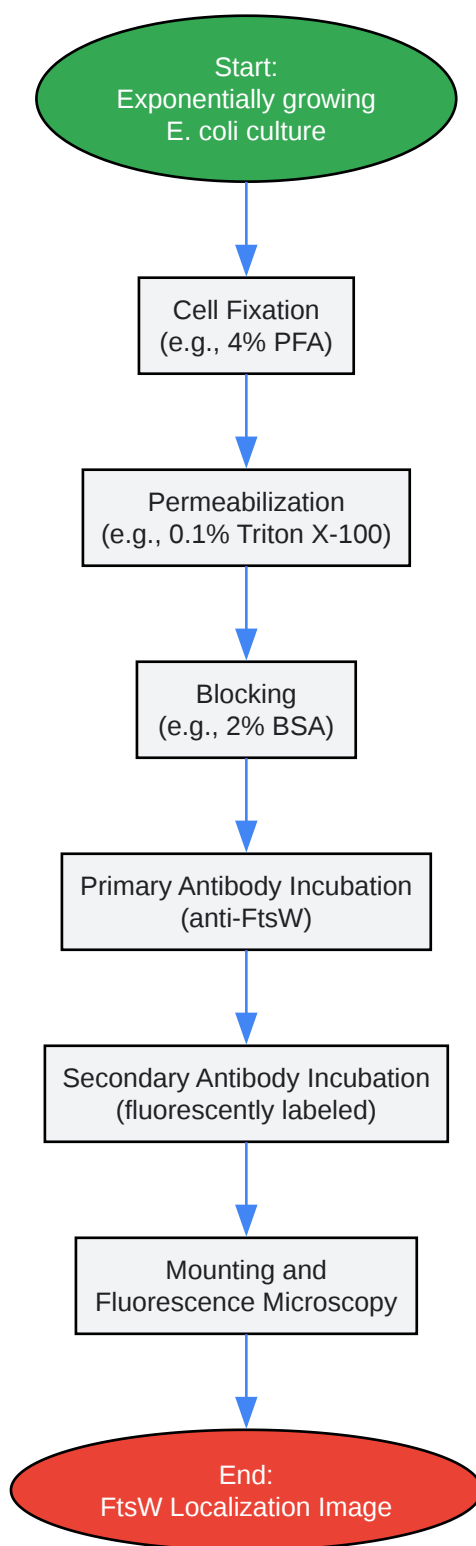 Start:
Exponentially growing
E. coli culture
Cell Fixation
(e.g., 4% PFA)
Permeabilization
(e.g., 0.1% Triton X-100)
Blocking
(e.g., 2% BSA)
Primary Antibody Incubation
(anti-FtsW)
Secondary Antibody Incubation
(fluorescently labeled)
Mounting and
Fluorescence Microscopy
End:
FtsW Localization Image